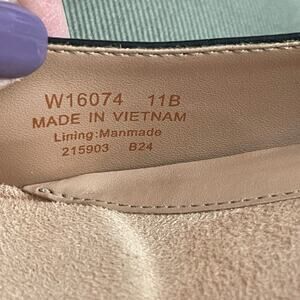 W16074 11B
MADE IN VIETNAM
Lining:Manmade
215903 B24